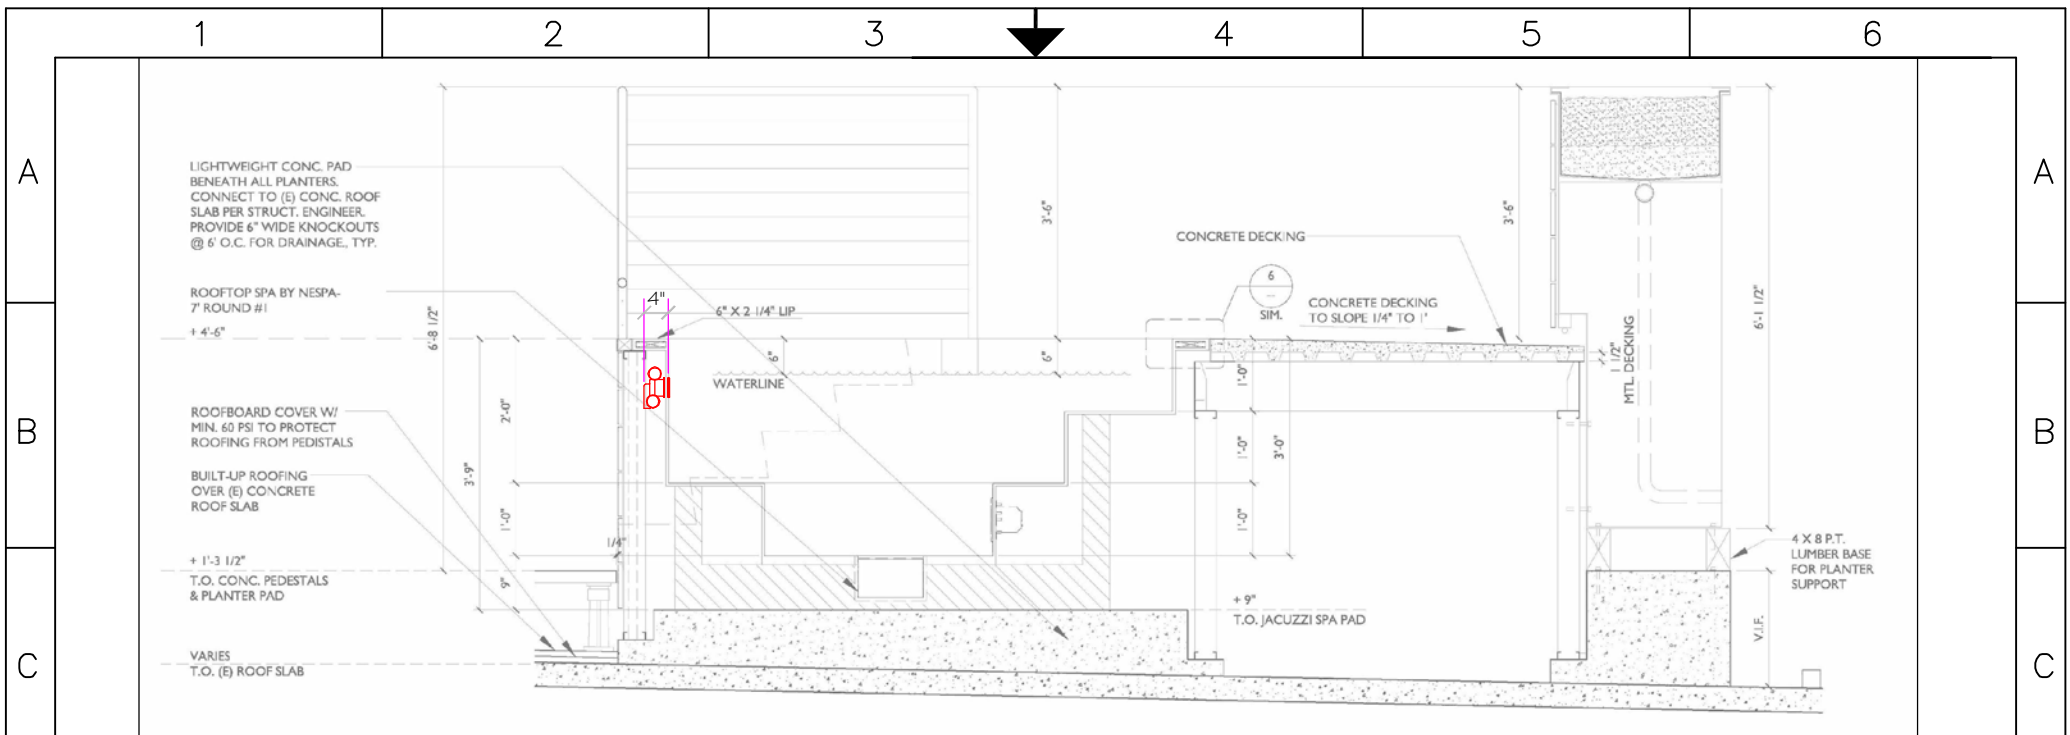 1 2 3 4 5 6
A
A
B
B
C
C
LIGHTWEIGHT CONC. PAD
BENEATH ALL PLANTERS.
CONNECT TO (E) CONC. ROOF
SLAB PER STRUCT. ENGINEER.
PROVIDE 6" WIDE KNOCKOUTS
@ 6' O.C. FOR DRAINAGE., TYP.
ROOFTOP SPA BY NESPA-
7' ROUND #1
+ 4'-6"
ROOFBOARD COVER W/
MIN. 60 PSI TO PROTECT
ROOFING FROM PEDISTALS
BUILT-UP ROOFING
OVER (E) CONCRETE
ROOF SLAB
+ 1'-3 1/2"
T.O. CONC. PEDESTALS
& PLANTER PAD
VARIES
T.O. (E) ROOF SLAB
6'-8 1/2"
3'-9"
2'-0"
1'-0"
9"
1/4"
4"
6" X 2 1/4" LIP
6"
WATERLINE
3'-6"
6"
CONCRETE DECKING
6
--
SIM.
CONCRETE DECKING
TO SLOPE 1/4" TO 1'
3'-6"
1'-0"
1'-0"
1'-0"
3'-0"
+ 9"
T.O. JACUZZI SPA PAD
1 1/2"
MTL. DECKING
6'-1 1/2"
4 X 8 P.T.
LUMBER BASE
FOR PLANTER
SUPPORT
V.I.F.